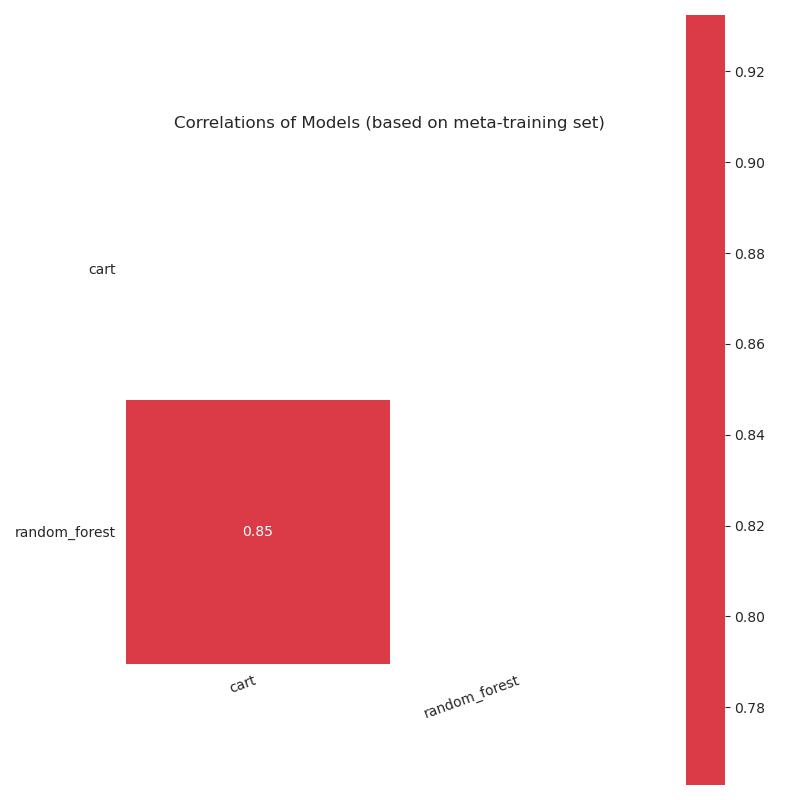 Correlations of Models (based on meta-training set)
cart
random_forest
0.85
cart
random_forest
0.92
0.90
0.88
0.86
0.84
0.82
0.80
0.78